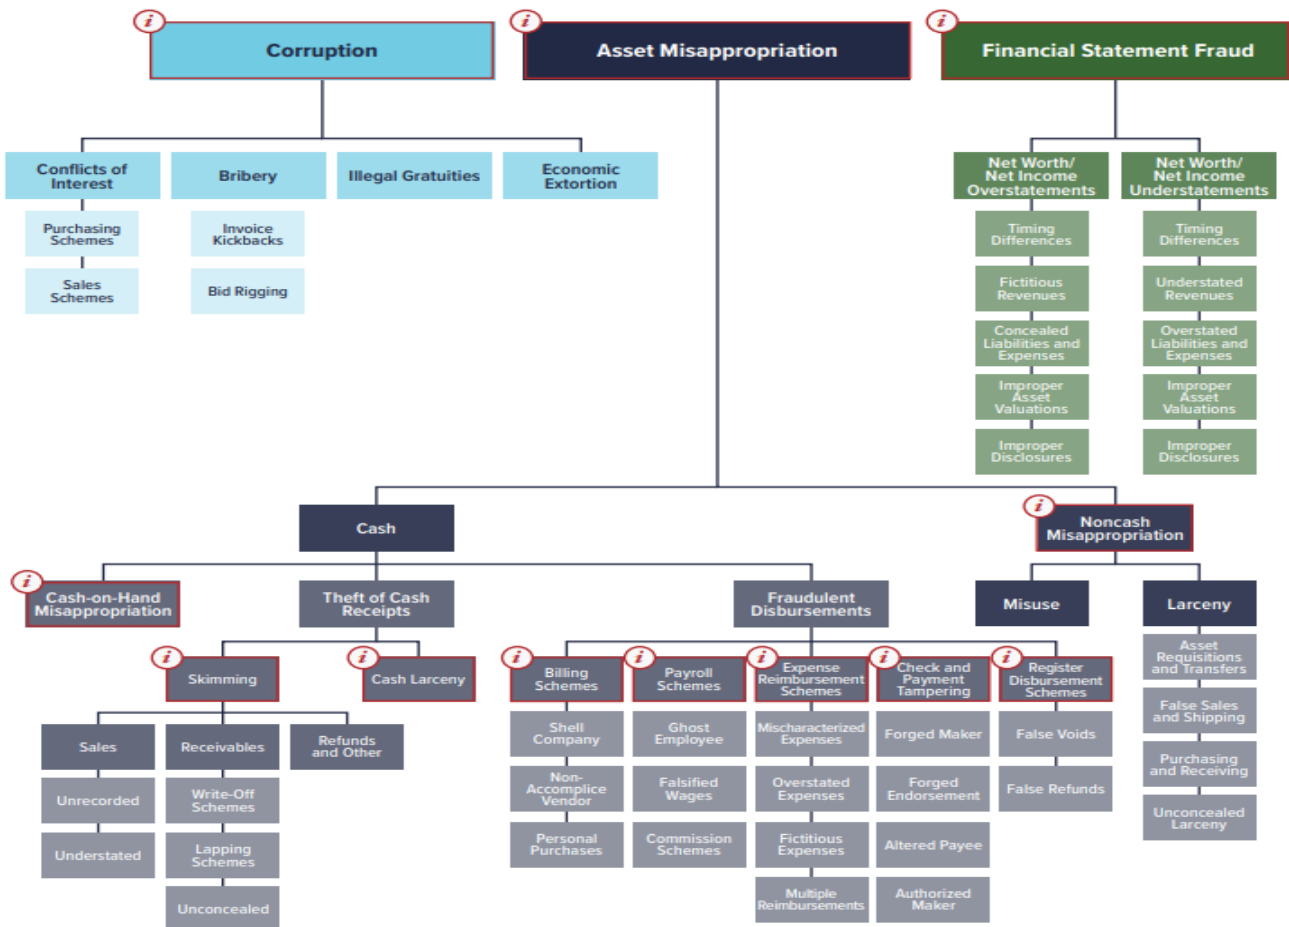 i
Corruption
i
Asset Misappropriation
i
Financial Statement Fraud
Conflicts of
Interest
Bribery
Illegal Gratuities
Economic
Extortion
Net Worth/
Net Income
Overstatements
Net Worth/
Net Income
Understatements
Purchasing
Schemes
Sales
Schemes
Invoice
Kickbacks
Bid Rigging
Timing
Differences
Fictitious
Revenues
Concealed
Liabilities and
Expenses
Improper
Asset
Valuations
Improper
Disclosures
Timing
Differences
Understated
Revenues
Overstated
Liabilities and
Expenses
Improper
Asset
Valuations
Improper
Disclosures
Cash
i
Noncash
Misappropriation
i
Cash-on-Hand
Misappropriation
Theft of Cash
Receipts
Fraudulent
Disbursements
Misuse
Larceny
i
Skimming
i
Cash Larceny
i
Billing
Schemes
i
Payroll
Schemes
i
Expense
Reimbursement
Schemes
i
Check and
Payment
Tampering
i
Register
Disbursement
Schemes
Asset
Requisitions
and Transfers
False Sales
and Shipping
Purchasing
and Receiving
Unconcealed
Larceny
Sales
Unrecorded
Understated
Receivables
Write-Off
Schemes
Lapping
Schemes
Unconcealed
Refunds
and Other
Shell
Company
Non-
Accomplice
Vendor
Personal
Purchases
Ghost
Employee
Falsified
Wages
Commission
Schemes
Mischaracterized
Expenses
Overstated
Expenses
Fictitious
Expenses
Multiple
Reimbursements
Forged Maker
Forged
Endorsement
Altered Payee
Authorized
Maker
False Voids
False Refunds